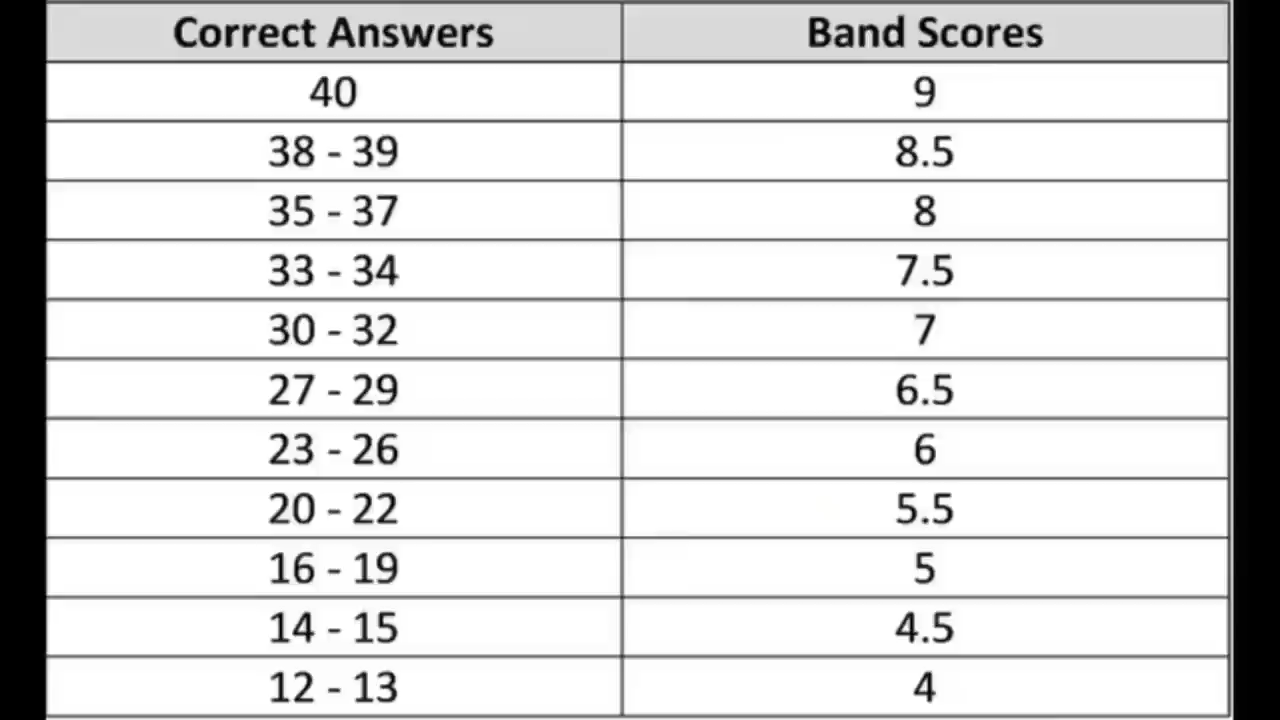 Correct Answers Band Scores
40 9
38 - 39 8.5
35 - 37 8
33 - 34 7.5
30 - 32 7
27 - 29 6.5
23 - 26 6
20 - 22 5.5
16 - 19 5
14 - 15 4.5
12 - 13 4